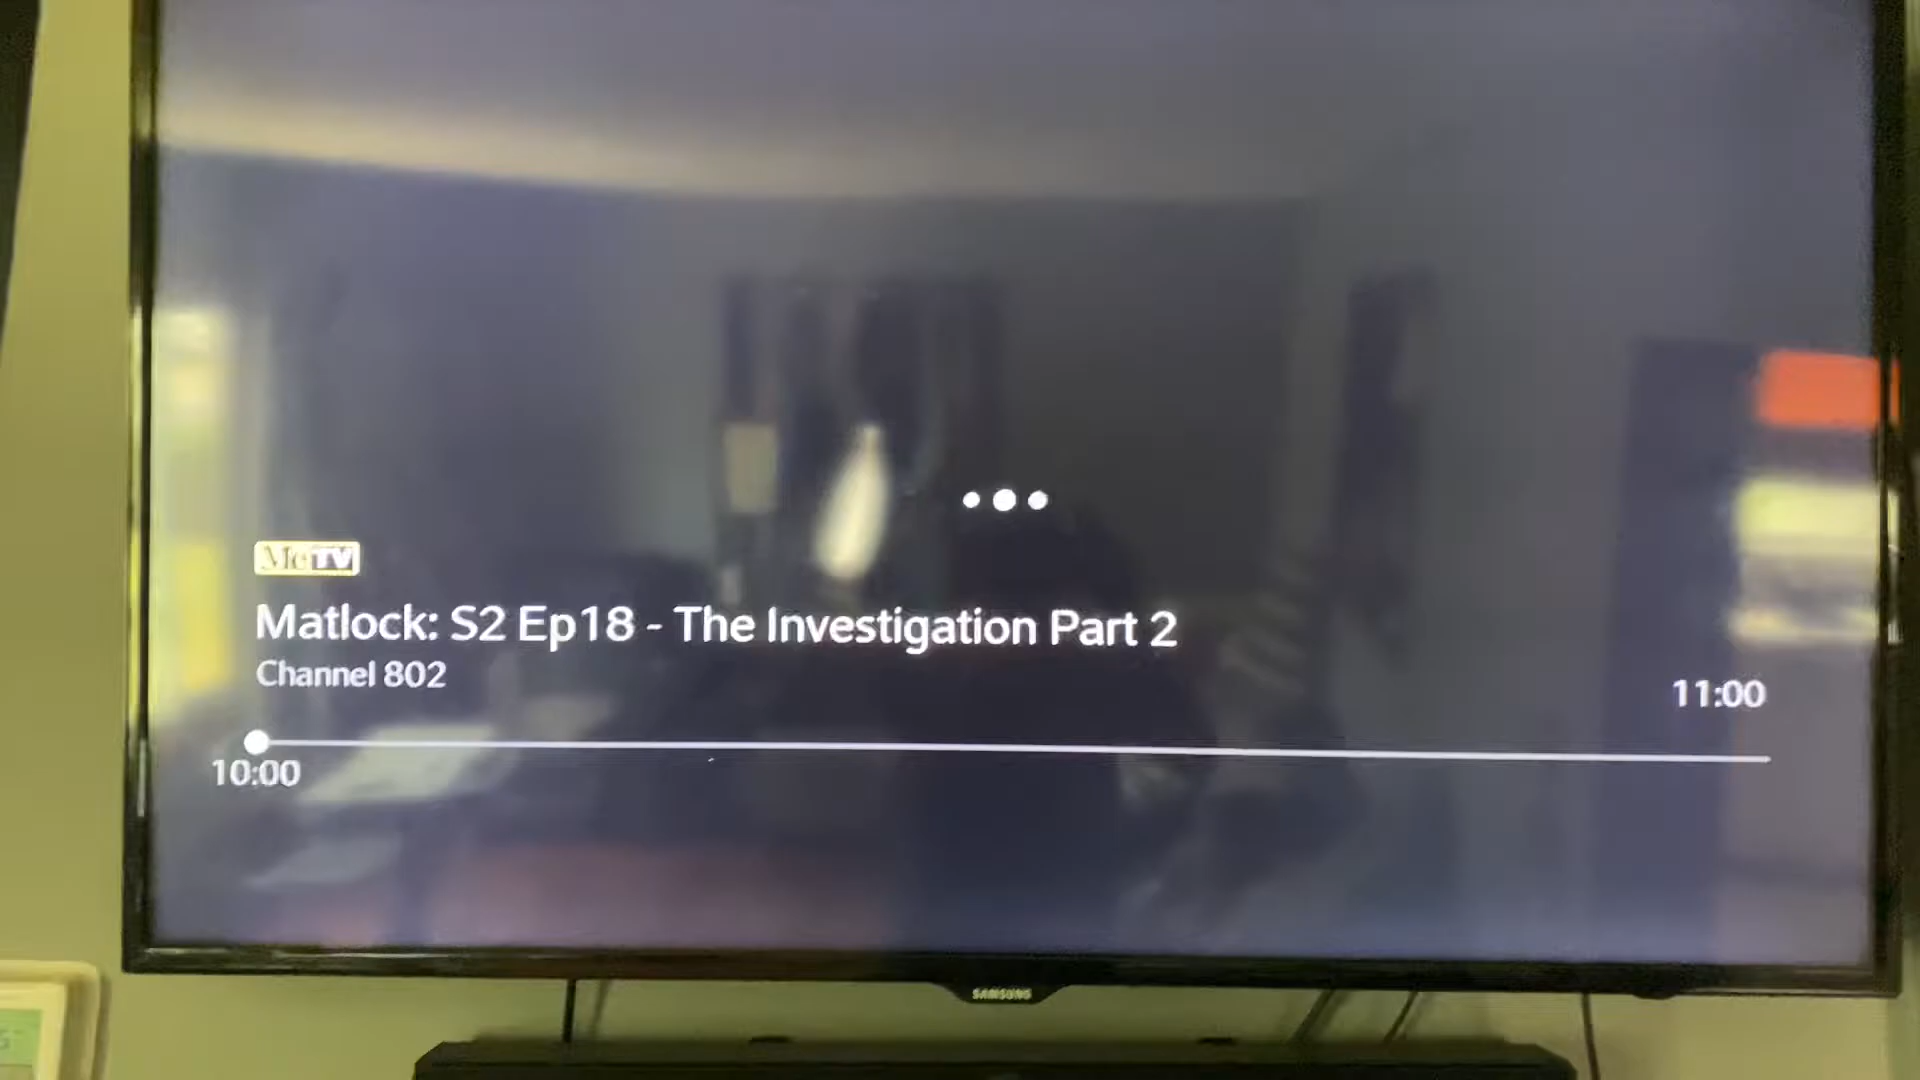 MeTV
Matlock: S2 Ep18 - The Investigation Part 2
Channel 802
11:00
10:00
SAMSUNG